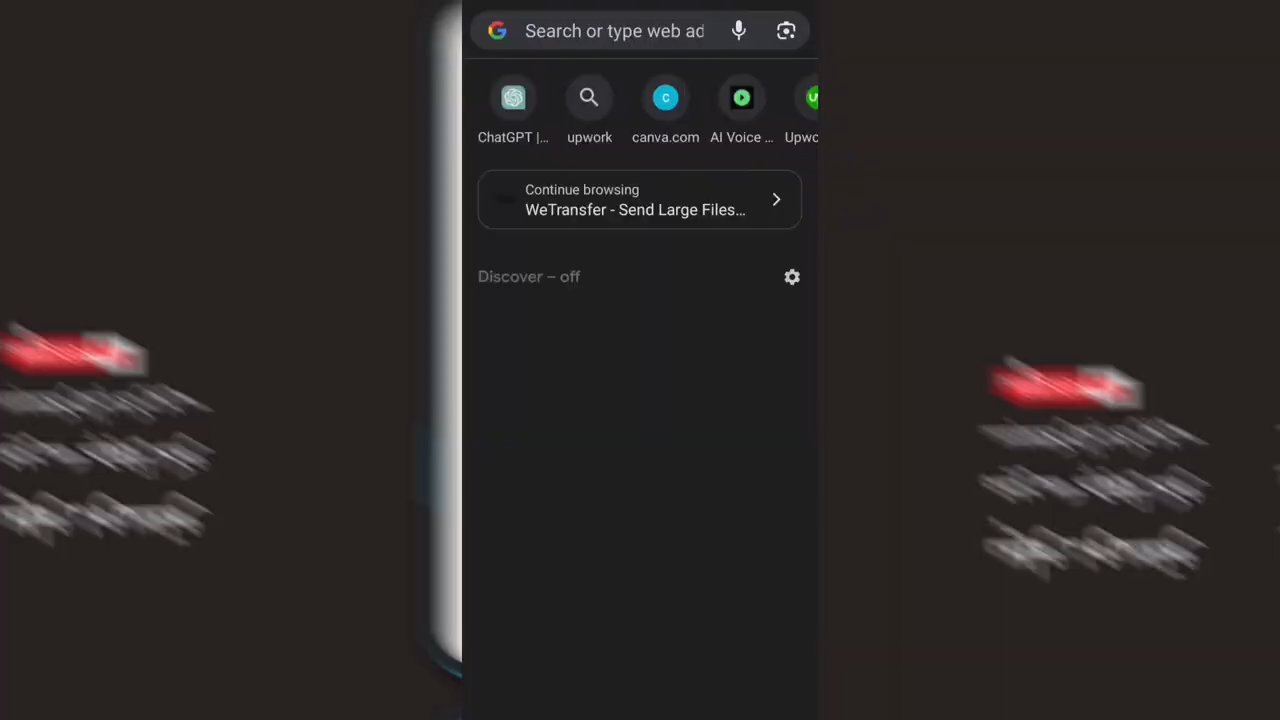 Search or type web ad
ChatGPT |... upwork canva.com AI Voice ... Upwo
Continue browsing
WeTransfer - Send Large Files...
Discover – off